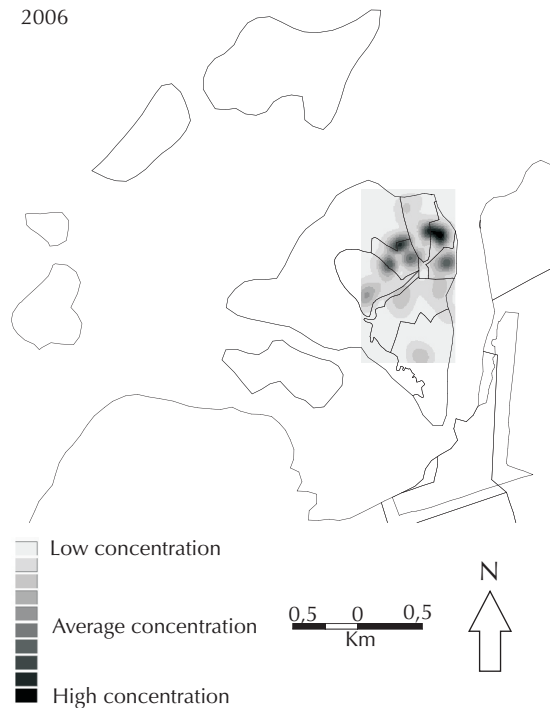 2006
Low concentration
Average concentration
High concentration
0,5 0 0,5
Km
N